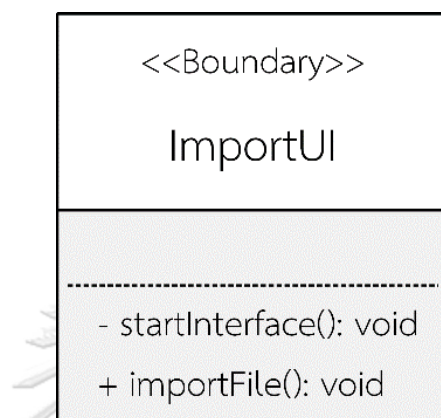 <<Boundary>>
ImportUI
- startInterface(): void
+ importFile(): void